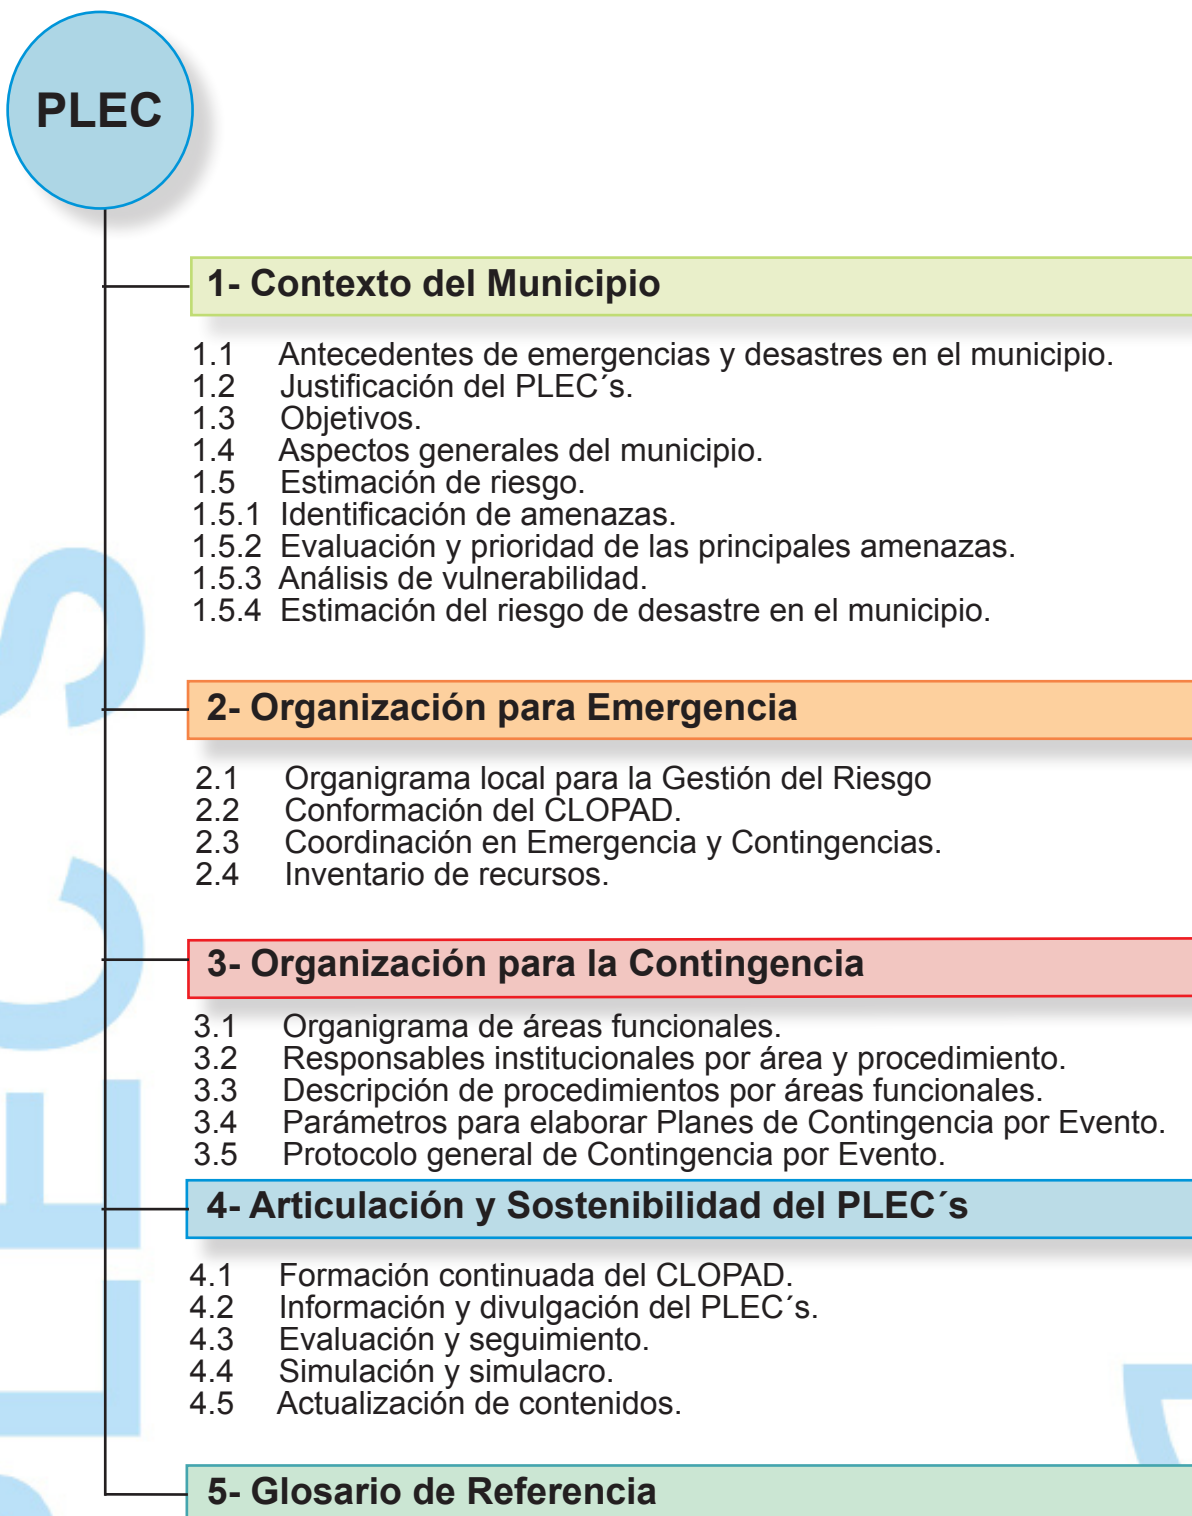 PLEC
1- Contexto del Municipio
1.1 Antecedentes de emergencias y desastres en el municipio.
1.2 Justificación del PLEC´s.
1.3 Objetivos.
1.4 Aspectos generales del municipio.
1.5 Estimación de riesgo.
1.5.1 Identificación de amenazas.
1.5.2 Evaluación y prioridad de las principales amenazas.
1.5.3 Análisis de vulnerabilidad.
1.5.4 Estimación del riesgo de desastre en el municipio.
2- Organización para Emergencia
2.1 Organigrama local para la Gestión del Riesgo
2.2 Conformación del CLOPAD.
2.3 Coordinación en Emergencia y Contingencias.
2.4 Inventario de recursos.
3- Organización para la Contingencia
3.1 Organigrama de áreas funcionales.
3.2 Responsables institucionales por área y procedimiento.
3.3 Descripción de procedimientos por áreas funcionales.
3.4 Parámetros para elaborar Planes de Contingencia por Evento.
3.5 Protocolo general de Contingencia por Evento.
4- Articulación y Sostenibilidad del PLEC´s
4.1 Formación continuada del CLOPAD.
4.2 Información y divulgación del PLEC´s.
4.3 Evaluación y seguimiento.
4.4 Simulación y simulacro.
4.5 Actualización de contenidos.
5- Glosario de Referencia
PLEC S